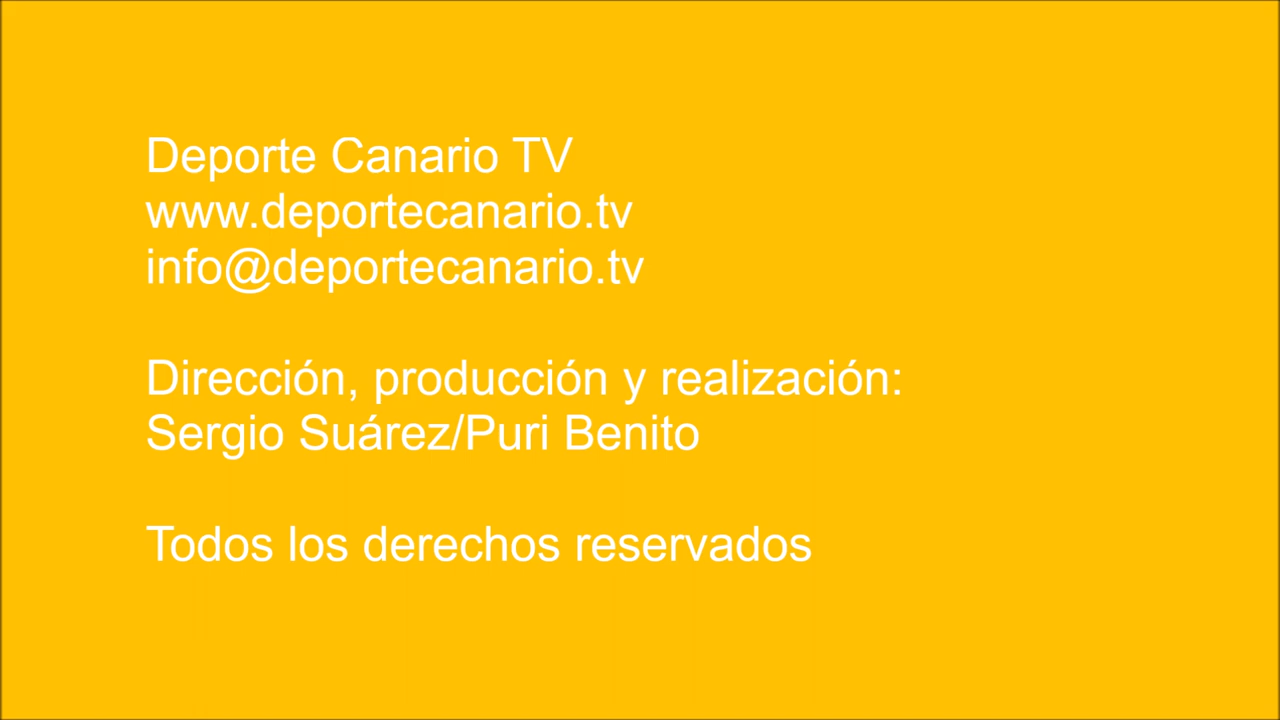 Deporte Canario TV
www.deportecanario.tv
info@deportecanario.tv
Dirección, producción y realización:
Sergio Suárez/Puri Benito
Todos los derechos reservados